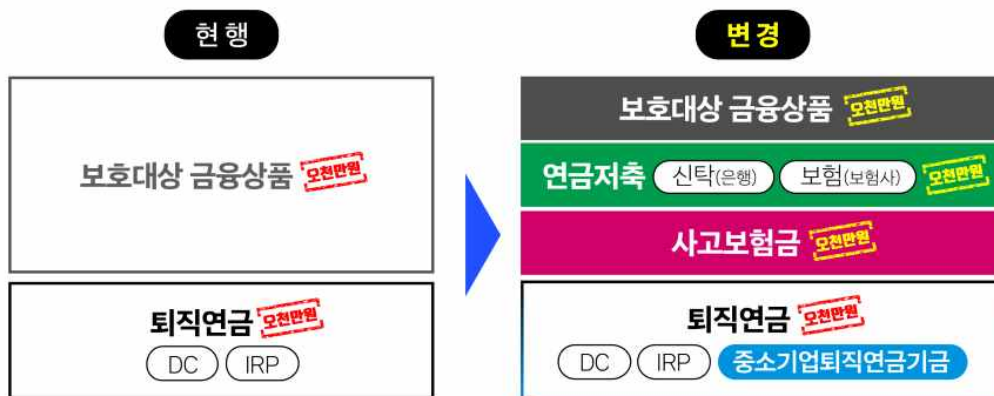 현행
보호대상 금융상품 오천만원
퇴직연금 오천만원
DC IRP
변경
보호대상 금융상품 오천만원
연금저축 신탁(은행) 보험(보험사) 오천만원
사고보험금 오천만원
퇴직연금 오천만원
DC IRP 중소기업퇴직연금기금